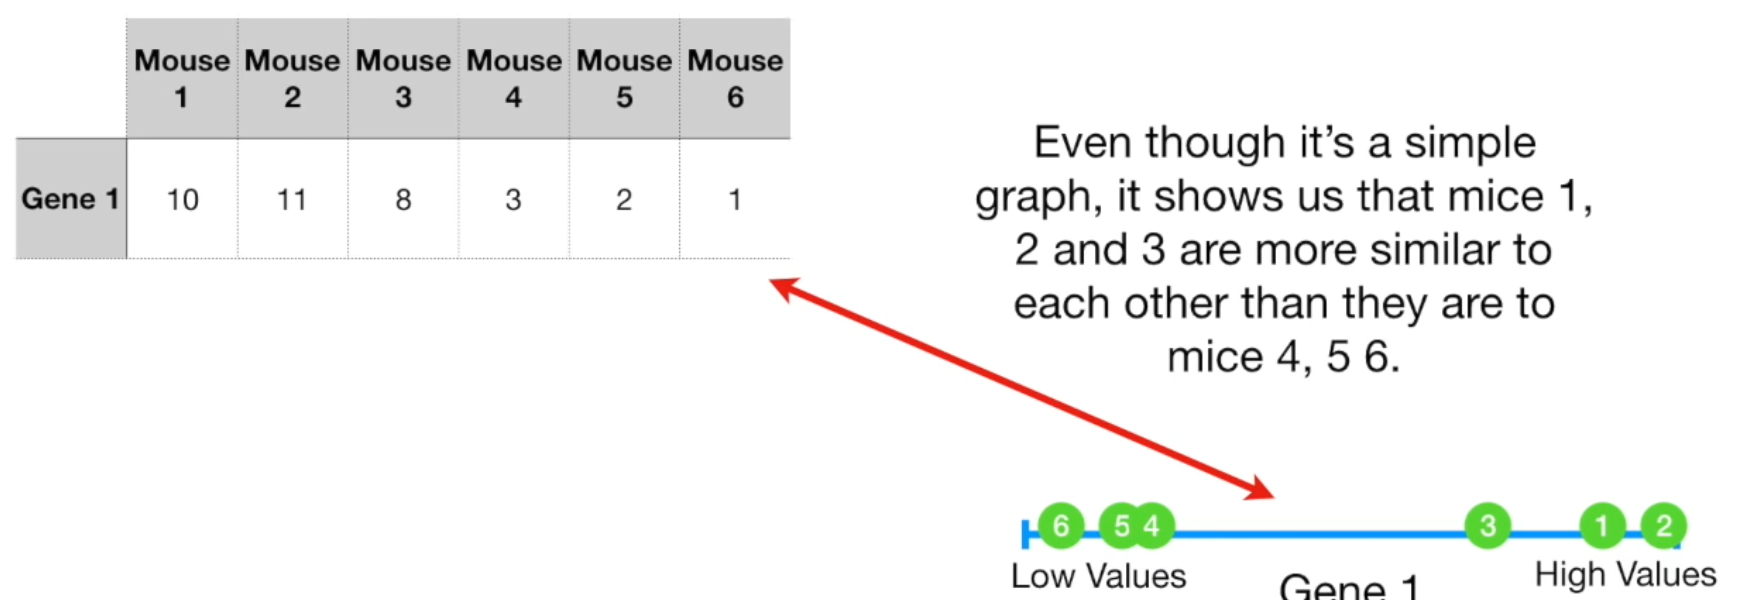 Mouse Mouse Mouse Mouse Mouse Mouse
1 2 3 4 5 6
Gene 1 10 11 8 3 2 1
Even though it’s a simple
graph, it shows us that mice 1,
2 and 3 are more similar to
each other than they are to
mice 4, 5 6.
6 5 4 3 1 2
Low Values High Values
Gene 1